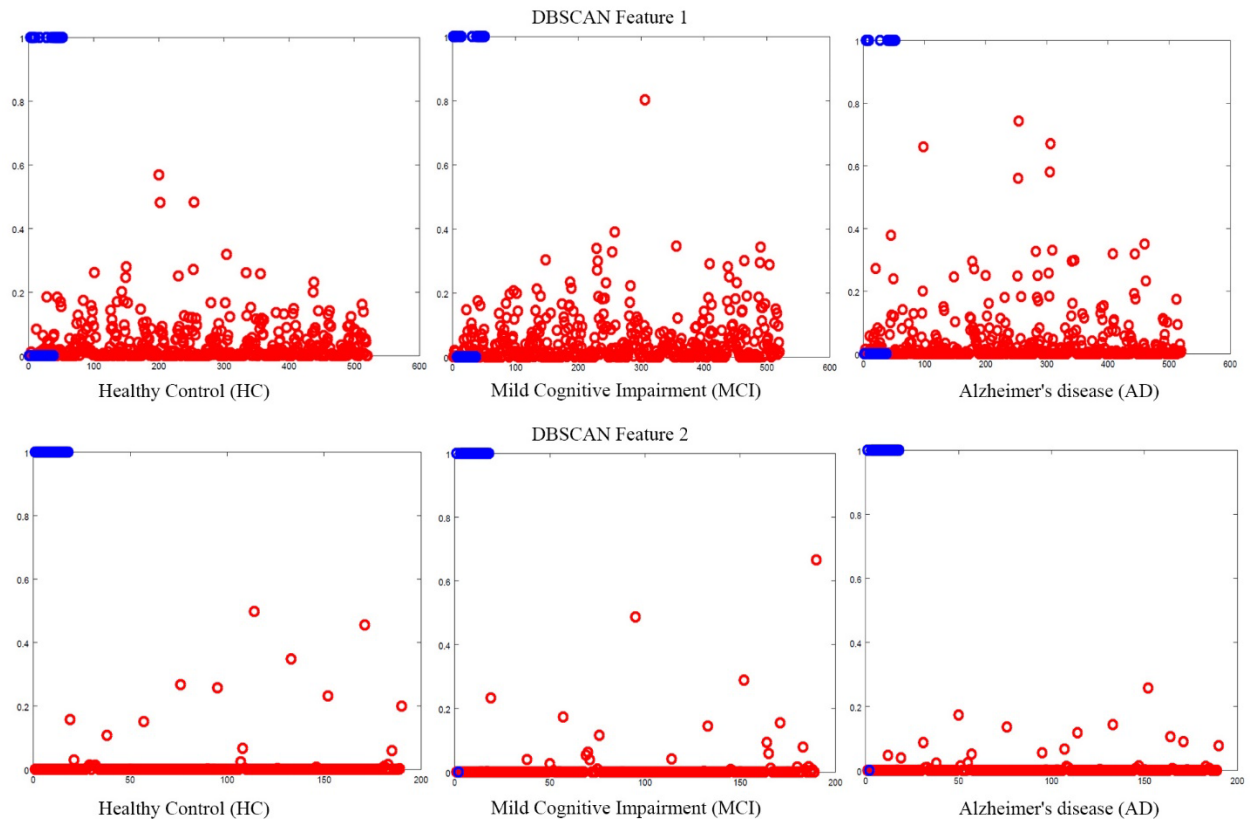 DBSCAN Feature 1
1 1 1
0.8 0.8 0.8
0.6 0.6 0.6
0.4 0.4 0.4
0.2 0.2 0.2
0 0 0
0 100 200 300 400 500 600 0 100 200 300 400 500 600 0 100 200 300 400 500 600
Healthy Control (HC) Mild Cognitive Impairment (MCI) Alzheimer's disease (AD)
DBSCAN Feature 2
1 1 1
0.8 0.8 0.8
0.6 0.6 0.6
0.4 0.4 0.4
0.2 0.2 0.2
0 0 0
0 50 100 150 200 0 50 100 150 200 0 50 100 150 200
Healthy Control (HC) Mild Cognitive Impairment (MCI) Alzheimer's disease (AD)